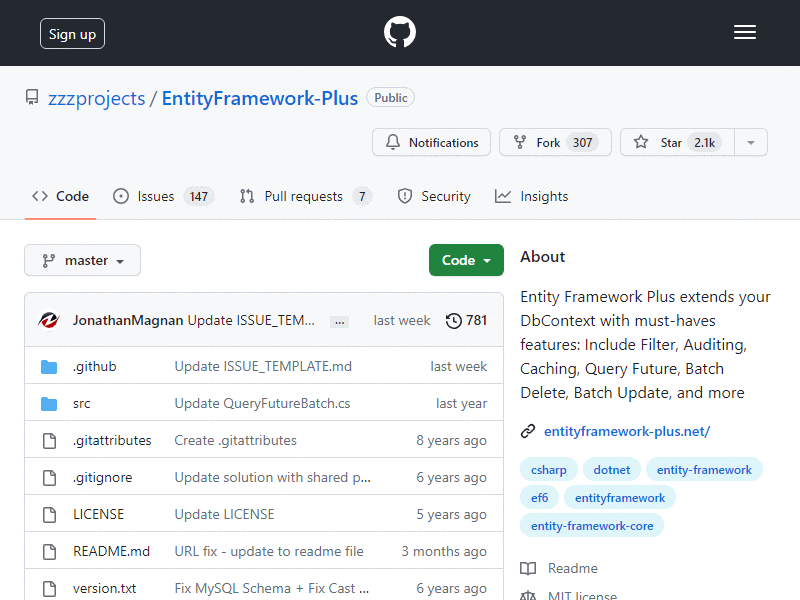 Sign up
zzzprojects / EntityFramework-Plus Public
Notifications Fork 307 Star 2.1k
Code Issues 147 Pull requests 7 Security Insights
master Code
JonathanMagnan Update ISSUE_TEM... ... last week 781
.github Update ISSUE_TEMPLATE.md last week
src Update QueryFutureBatch.cs last year
.gitattributes Create .gitattributes 8 years ago
.gitignore Update solution with shared p... 6 years ago
LICENSE Update LICENSE 5 years ago
README.md URL fix - update to readme file 3 months ago
version.txt Fix MySQL Schema + Fix Cast ... 6 years ago
About
Entity Framework Plus extends your
DbContext with must-haves
features: Include Filter, Auditing,
Caching, Query Future, Batch
Delete, Batch Update, and more
entityframework-plus.net/
csharp dotnet entity-framework
ef6 entityframework
entity-framework-core
Readme
MIT license